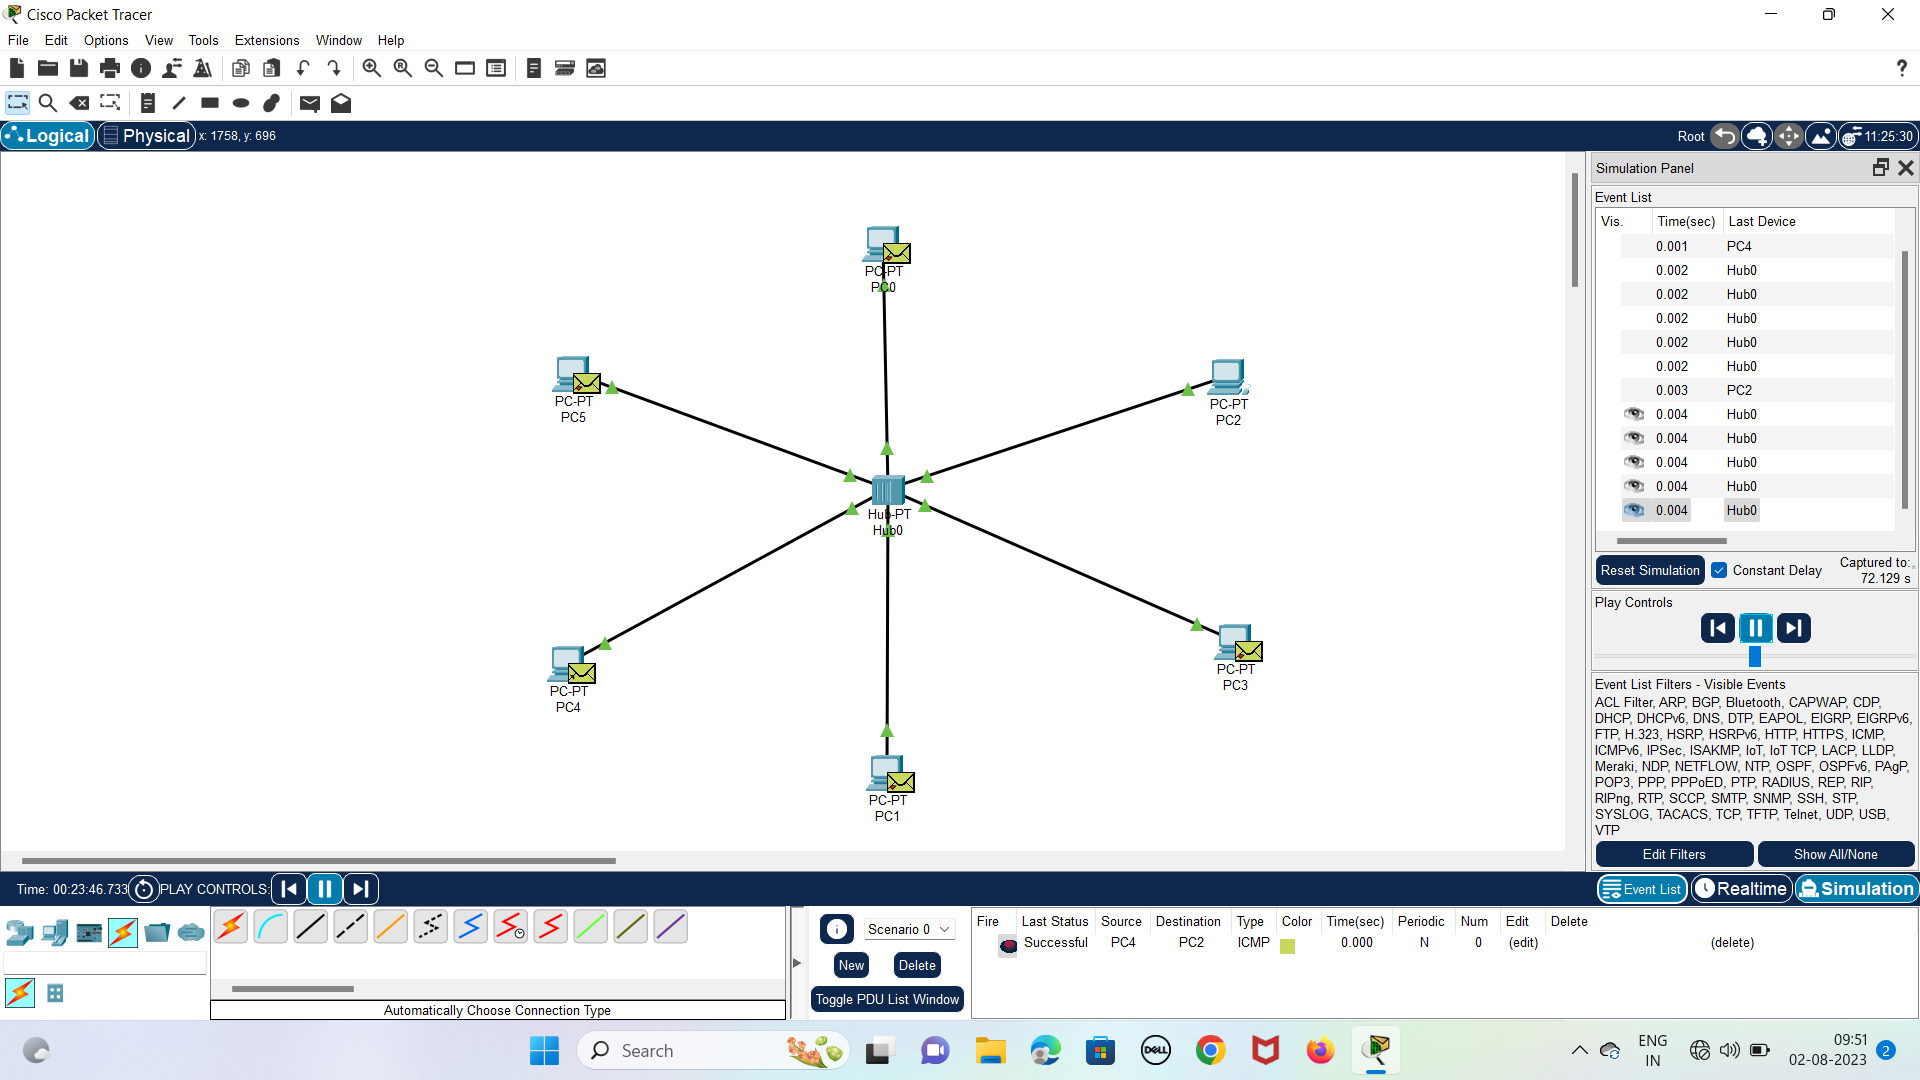 Cisco Packet Tracer
File Edit Options View Tools Extensions Window Help
?
Logical Physical x: 1758, y: 696
Root 11:25:30
Simulation Panel
Event List
Vis. Time(sec) Last Device
0.001 PC4
0.002 Hub0
0.002 Hub0
0.002 Hub0
0.002 Hub0
0.002 Hub0
0.003 PC2
0.004 Hub0
0.004 Hub0
0.004 Hub0
0.004 Hub0
0.004 Hub0
Reset Simulation Constant Delay Captured to:
72.129 s
Play Controls
Event List Filters - Visible Events
ACL Filter, ARP, BGP, Bluetooth, CAPWAP, CDP,
DHCP, DHCPv6, DNS, DTP, EAPOL, EIGRP, EIGRPv6,
FTP, H.323, HSRP, HSRPv6, HTTP, HTTPS, ICMP,
ICMPv6, IPSec, ISAKMP, IoT, IoT TCP, LACP, LLDP,
Meraki, NDP, NETFLOW, NTP, OSPF, OSPFv6, PAgP,
POP3, PPP, PPPoED, PTP, RADIUS, REP, RIP,
RIPng, RTP, SCCP, SMTP, SNMP, SSH, STP,
SYSLOG, TACACS, TCP, TFTP, Telnet, UDP, USB,
VTP
Edit Filters Show All/None
PC-PT
PC0
PC-PT
PC5
PC-PT
PC2
Hub-PT
Hub0
PC-PT
PC4
PC-PT
PC3
PC-PT
PC1
Time: 00:23:46.733 PLAY CONTROLS:
Event List Realtime Simulation
Scenario 0
New Delete
Toggle PDU List Window
Automatically Choose Connection Type
Fire Last Status Source Destination Type Color Time(sec) Periodic Num Edit Delete
Successful PC4 PC2 ICMP 0.000 N 0 (edit) (delete)
Search
DELL
ENG
IN
09:51
02-08-2023
2